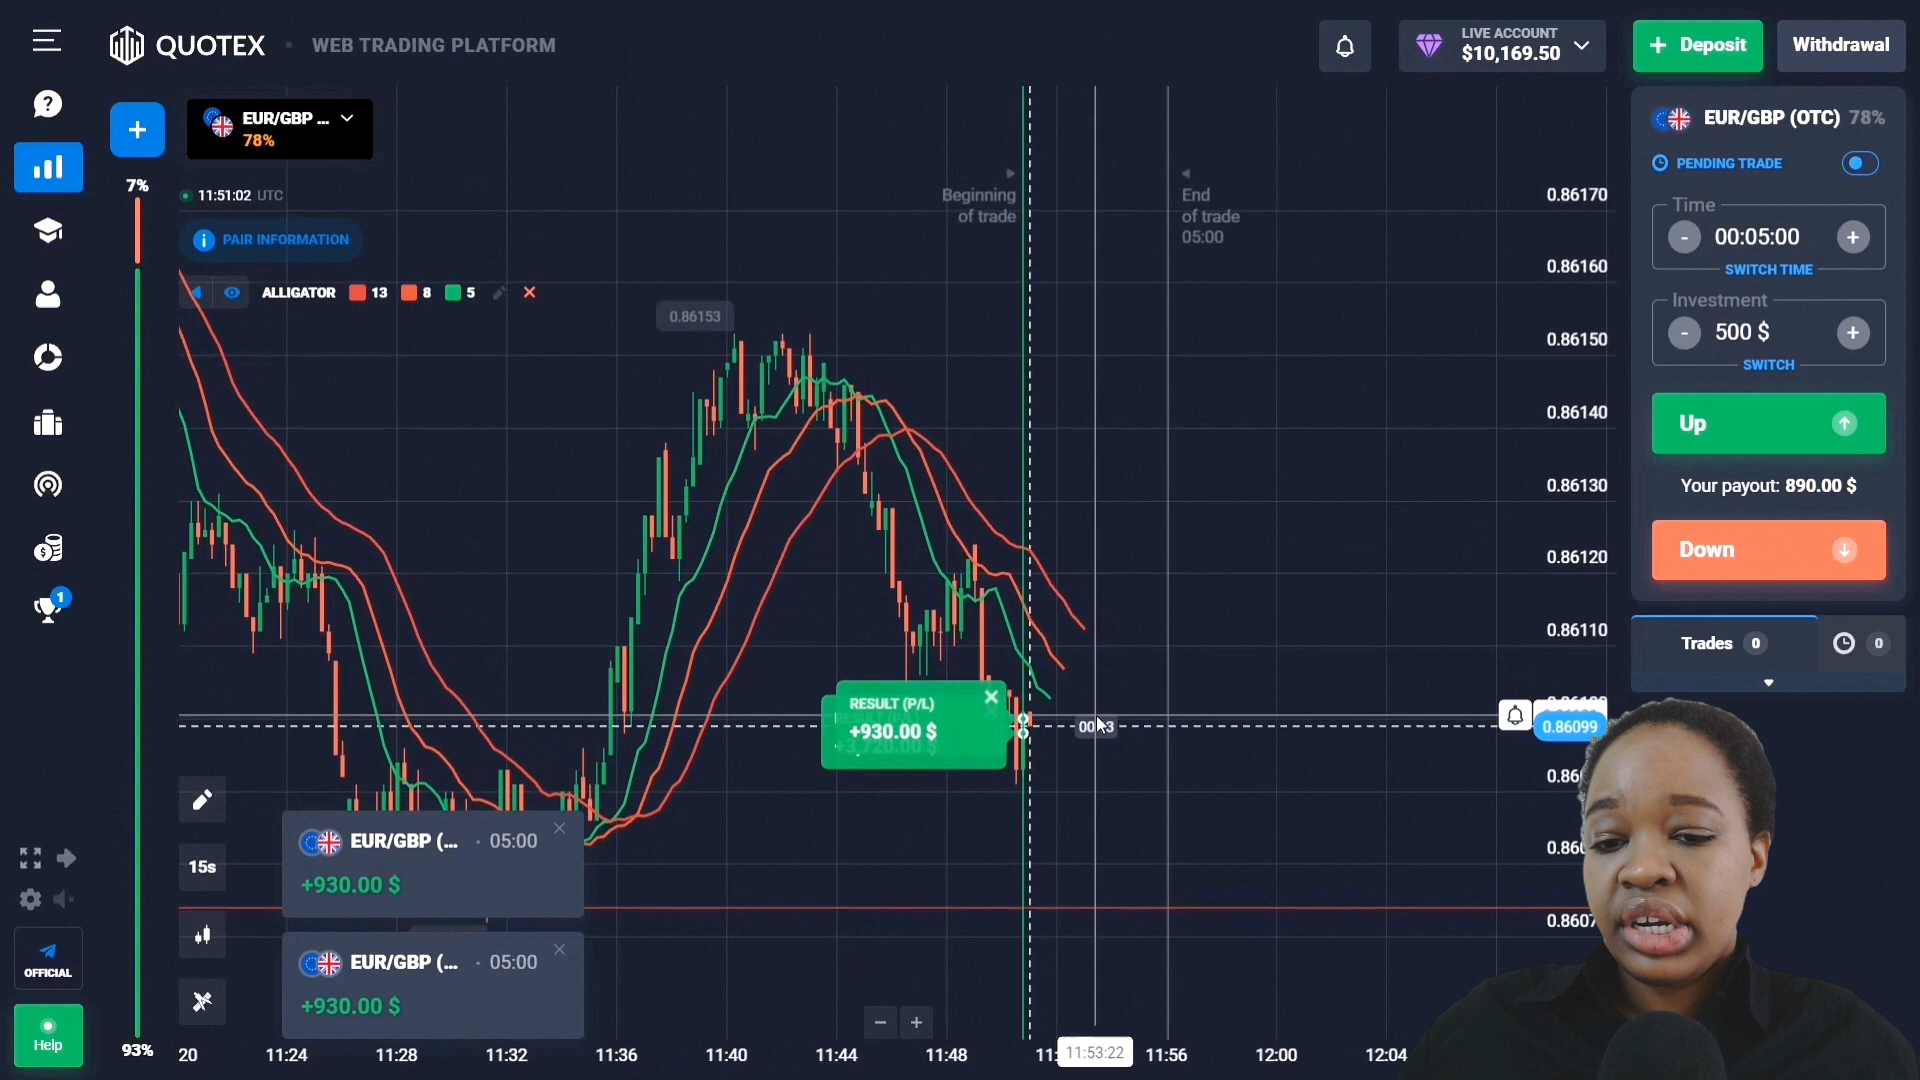 QUOTEX
WEB TRADING PLATFORM
LIVE ACCOUNT
$10,169.50
+ Deposit
Withdrawal
+
EUR/GBP ...
78%
7%
11:51:02 UTC
PAIR INFORMATION
ALLIGATOR 13 8 5
0.86153
Beginning
of trade
End
of trade
05:00
0.86170
0.86160
0.86150
0.86140
0.86130
0.86120
0.86110
0.86099
EUR/GBP (OTC) 78%
PENDING TRADE
Time
- 00:05:00 +
SWITCH TIME
Investment
- 500 $ +
SWITCH
Up
Your payout: 890.00 $
Down
Trades 0
0
RESULT (P/L)
+930.00 $
+3,720.00 $
EUR/GBP (... · 05:00
+930.00 $
EUR/GBP (... · 05:00
+930.00 $
15s
1
OFFICIAL
Help
93%
- +
20 11:24 11:28 11:32 11:36 11:40 11:44 11:48 11:53:22 11:56 12:00 12:04